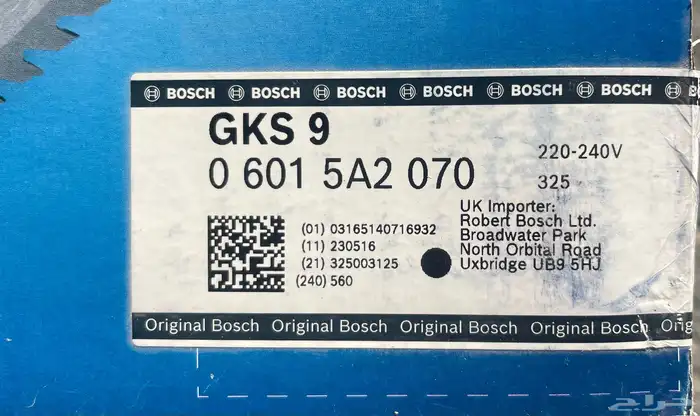 BOSCH BOSCH BOSCH BOSCH BOSCH BOSCH BOSCH
GKS 9
0 601 5A2 070
220-240V
325
UK Importer:
Robert Bosch Ltd.
Broadwater Park
North Orbital Road
Uxbridge UB9 5HJ
(01) 03165140716932
(11) 230516
(21) 325003125
(240) 560
Original Bosch Original Bosch Original Bosch Original Bosch
حراج